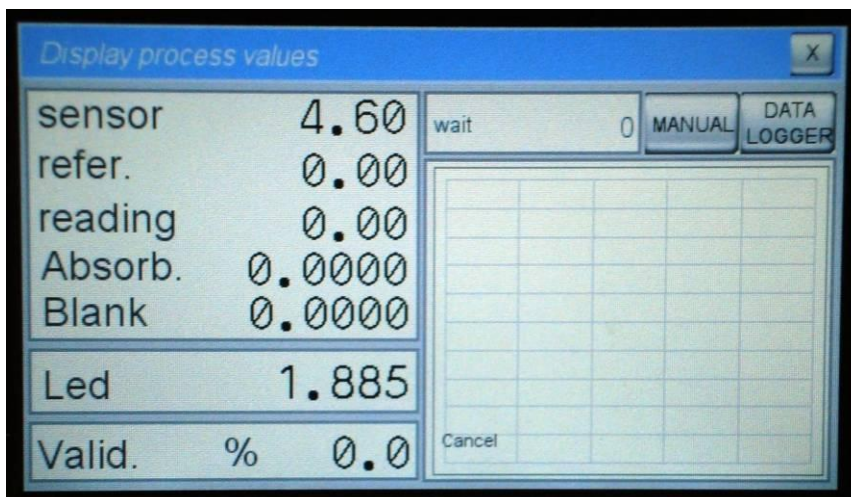 Display process values X
sensor 4.60
refer. 0.00
reading 0.00
Absorb. 0.0000
Blank 0.0000
Led 1.885
Valid. % 0.0
wait 0
MANUAL
DATA
LOGGER
Cancel